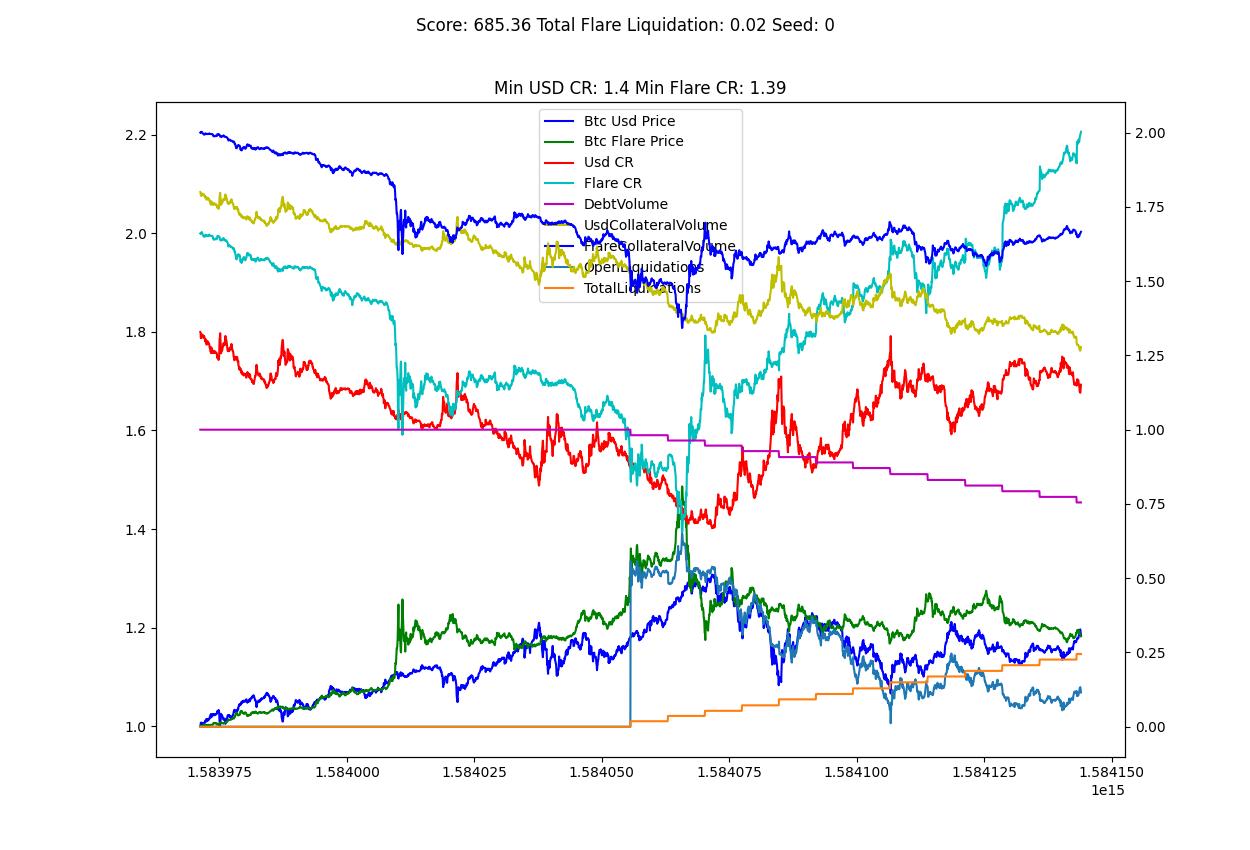 Score: 685.36 Total Flare Liquidation: 0.02 Seed: 0
Min USD CR: 1.4 Min Flare CR: 1.39
Btc Usd Price
Btc Flare Price
Usd CR
Flare CR
DebtVolume
UsdCollateralVolume
FlareCollateralVolume
OpenLiquidations
TotalLiquidations
2.2
2.0
1.8
1.6
1.4
1.2
1.0
2.00
1.75
1.50
1.25
1.00
0.75
0.50
0.25
0.00
1.583975 1.584000 1.584025 1.584050 1.584075 1.584100 1.584125 1.584150
1e15